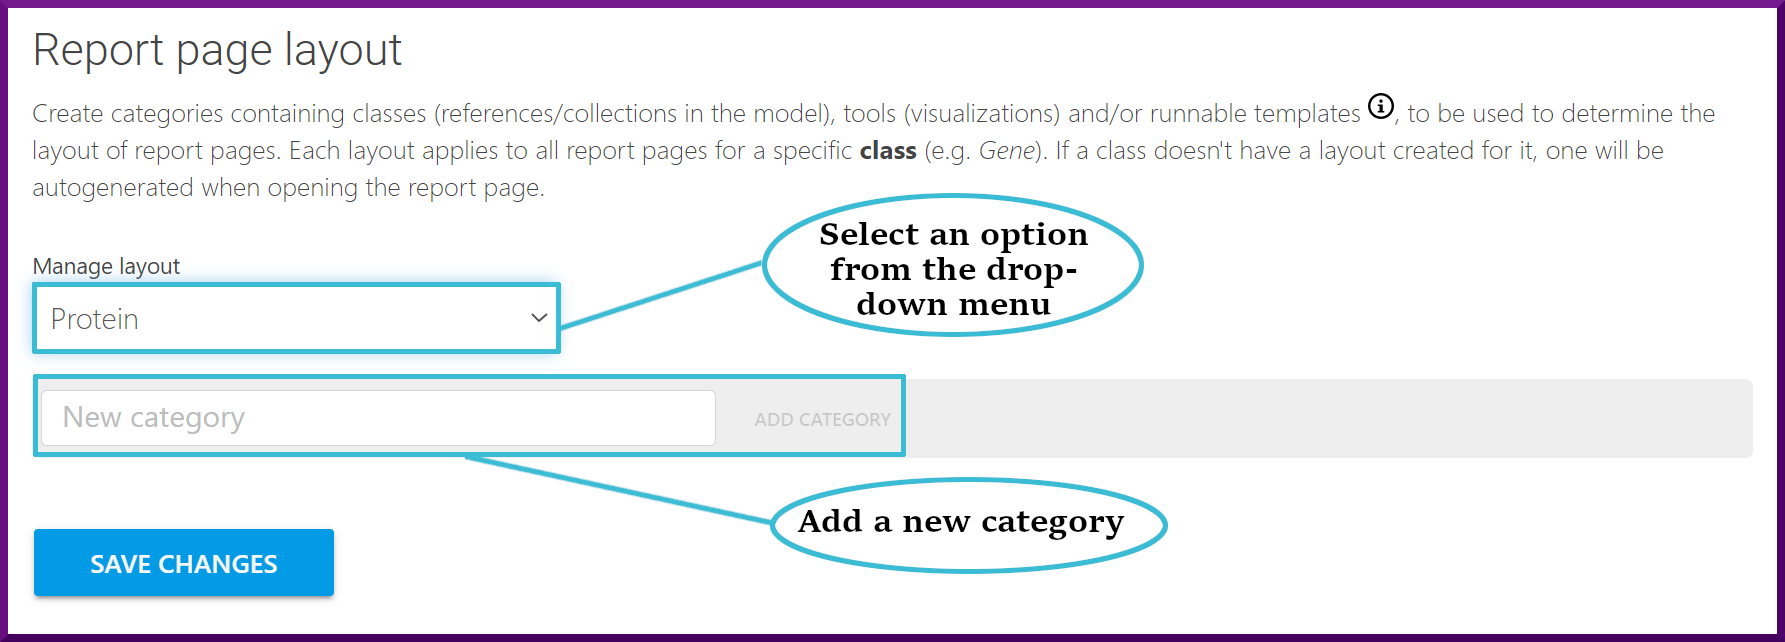 Report page layout
Create categories containing classes (references/collections in the model), tools (visualizations) and/or runnable templates , to be used to determine the
layout of report pages. Each layout applies to all report pages for a specific class (e.g. Gene). If a class doesn't have a layout created for it, one will be
autogenerated when opening the report page.
Select an option
from the drop-
down menu
Manage layout
Protein
New category
ADD CATEGORY
Add a new category
SAVE CHANGES